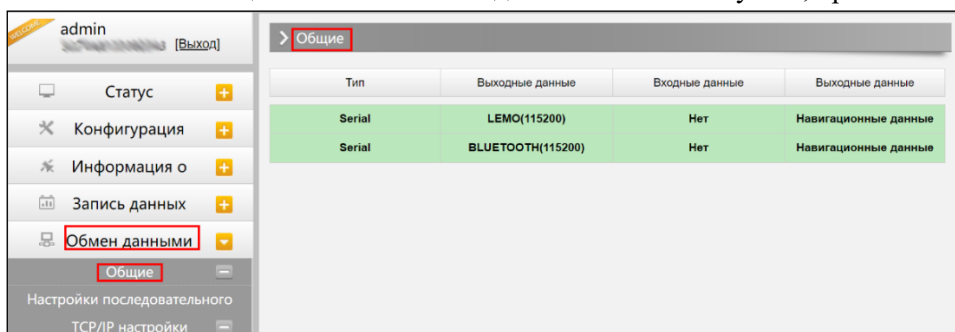 WELCOME
admin
[Выход]
Статус
Конфигурация
Информация о
Запись данных
Обмен данными
Общие
Настройки последовательного
TCP/IP настройки
Общие
Тип Выходные данные Входные данные Выходные данные
Serial LEMO(115200) Нет Навигационные данные
Serial BLUETOOTH(115200) Нет Навигационные данные